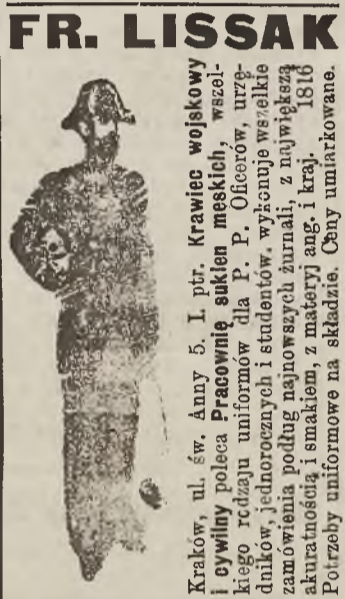 FR. LISSAK
Kraków, ul. św. Anny 5. I. ptr. Krawiec wojskowy
i cywilny poleca Pracownię sukien męskich, wszel-
kiego rodzaju uniformów dla P. P. Oficerów, urzę-
dników, jednorocznych i studentów. wykonuje wszelkie
zamówienia podług najnowszych żurnali, z największą
akuratnością i smakiem, z materyj ang. i kraj. 1816
Potrzeby uniformowe na składzie. Ceny umiarkowane.